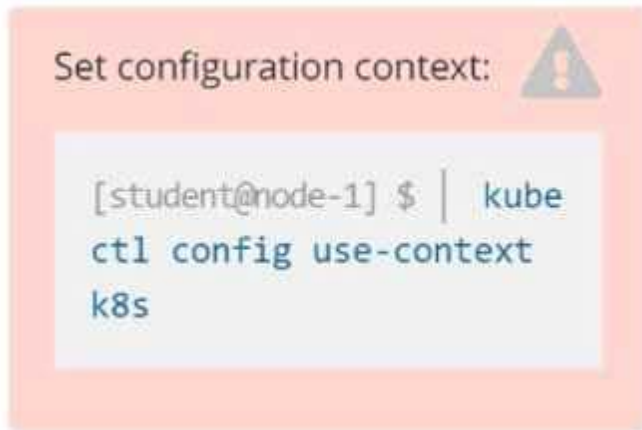 Set configuration context:
[student@node-1] $ | kube
ctl config use-context
k8s